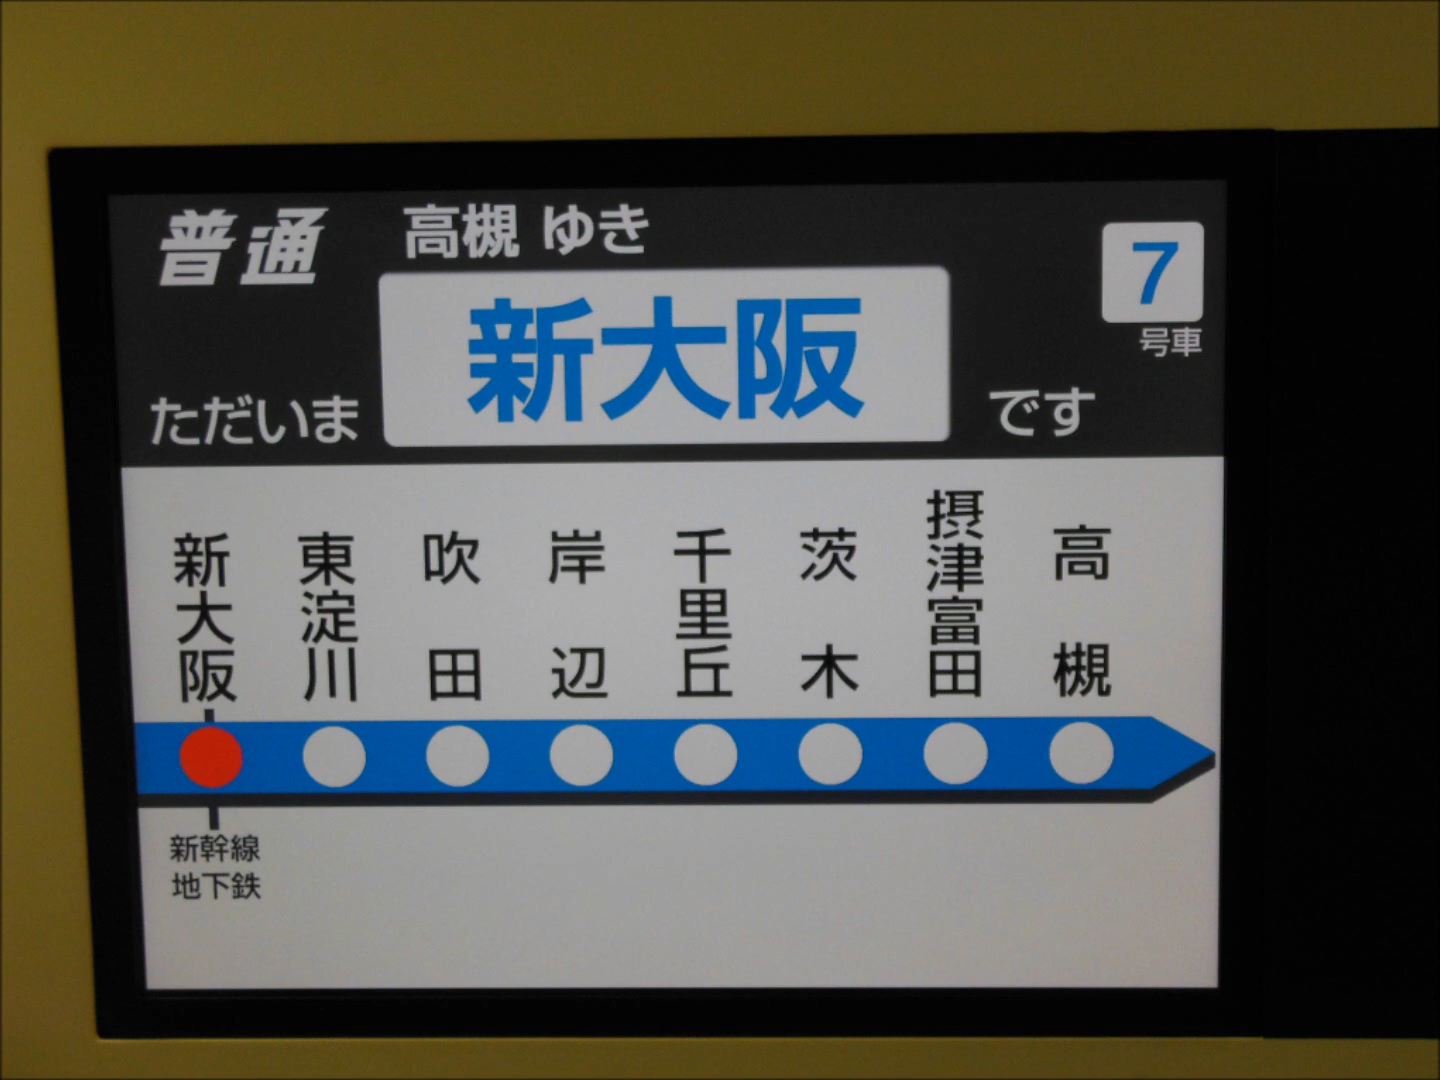 普通
高槻 ゆき
7
号車
ただいま
新大阪
です
新大阪
東淀川
吹田
岸辺
千里丘
茨木
摂津富田
高槻
新幹線
地下鉄